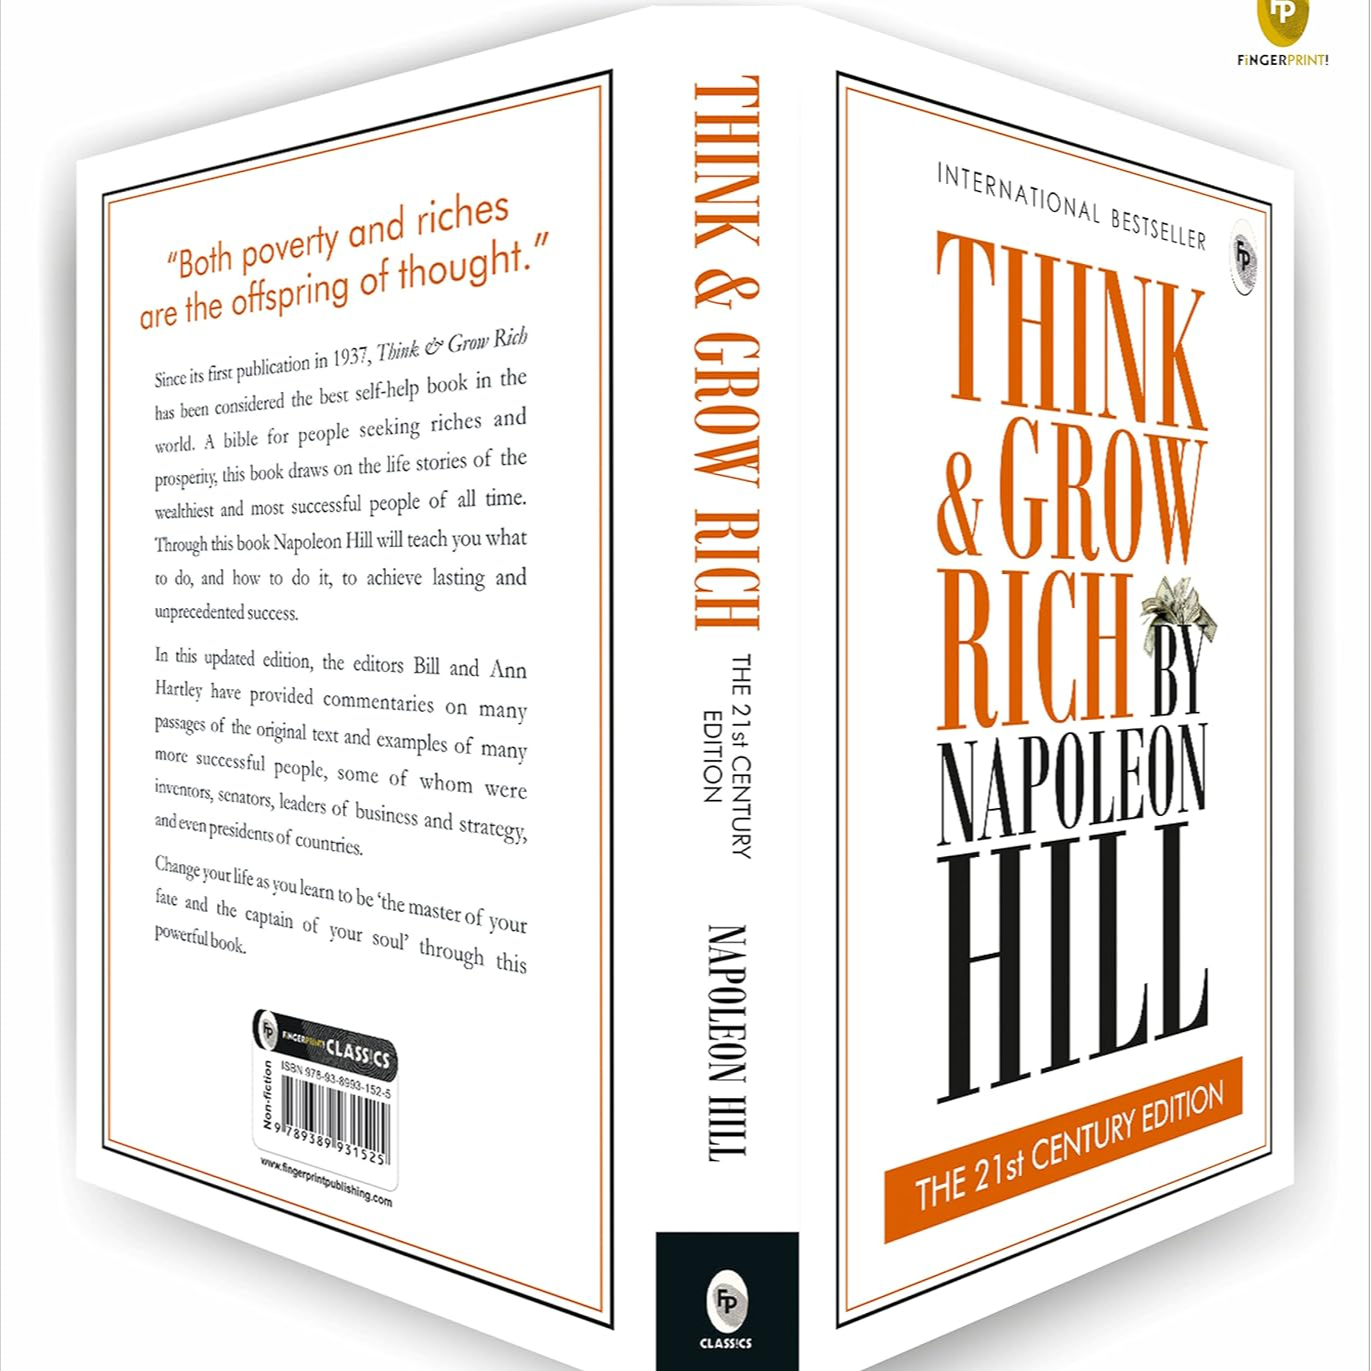 FP
FiNGERPRINT!
“Both poverty and riches
are the offspring of thought.”
Since its first publication in 1937, Think & Grow Rich
has been considered the best self-help book in the
world. A bible for people seeking riches and
prosperity, this book draws on the life stories of the
wealthiest and most successful people of all time.
Through this book Napoleon Hill will teach you what
to do, and how to do it, to achieve lasting and
unprecedented success.
In this updated edition, the editors Bill and Ann
Hartley have provided commentaries on many
passages of the original text and examples of many
more successful people, some of whom were
inventors, senators, leaders of business and strategy,
and even presidents of countries.
Change your life as you learn to be ‘the master of your
fate and the captain of your soul’ through this
powerful book.
FP FiNGERPRINT! CLASS!CS
ISBN 978-93-8993-152-5
Non-fiction
9 789389 931525
www.fingerprintpublishing.com
THINK & GROW RICH
THE 21st CENTURY
EDITION
NAPOLEON HILL
FP
CLASS!CS
INTERNATIONAL BESTSELLER
FP
THINK
& GROW
RICH BY
NAPOLEON
HILL
THE 21st CENTURY EDITION